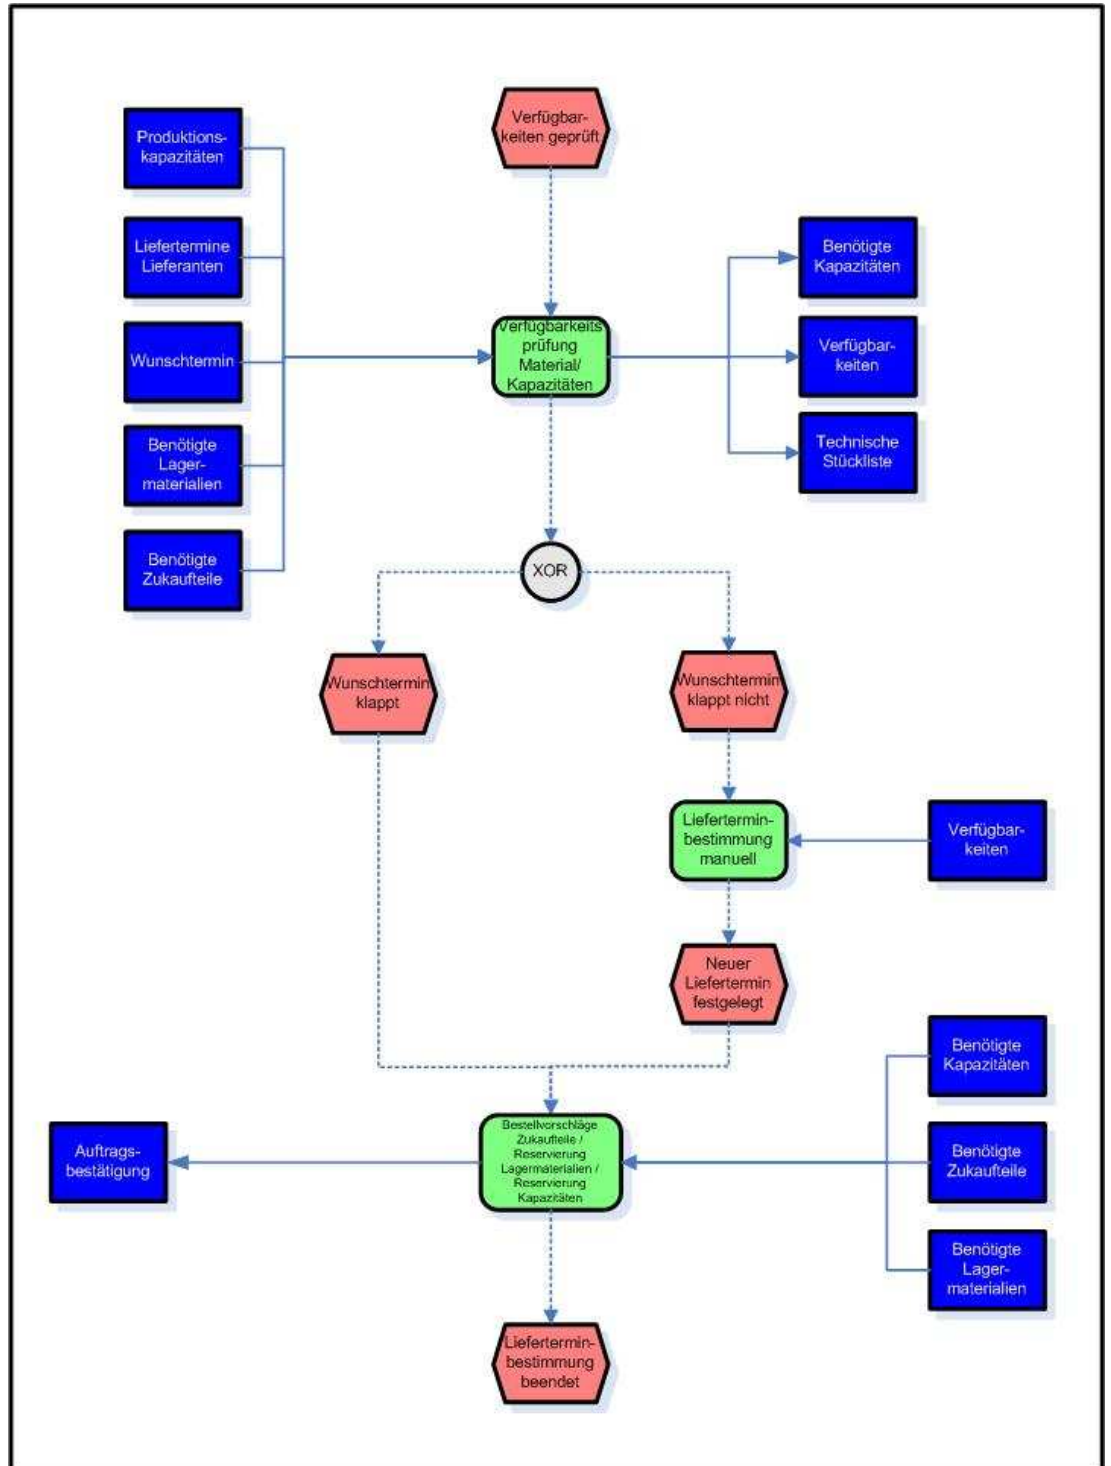 Verfügbar-
keiten geprüft
Produktions-
kapazitäten
Liefertermine
Lieferanten
Wunschtermin
Benötigte
Lager-
materialien
Benötigte
Zukaufteile
Verfügbarkeits
prüfung
Material/
Kapazitäten
Benötigte
Kapazitäten
Verfügbar-
keiten
Technische
Stückliste
XOR
Wunschtermin
klappt
Wunschtermin
klappt nicht
Liefertermin-
bestimmung
manuell
Verfügbar-
keiten
Neuer
Liefertermin
festgelegt
Auftrags-
bestätigung
Bestellvorschläge
Zukaufteile /
Reservierung
Lagermaterialien /
Reservierung
Kapazitäten
Benötigte
Kapazitäten
Benötigte
Zukaufteile
Benötigte
Lager-
materialien
Liefertermin-
bestimmung
beendet